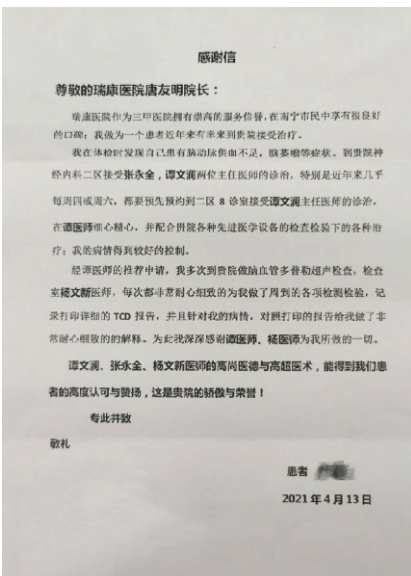 感谢信
尊敬的瑞康医院唐友明院长：
瑞康医院作为三甲医院拥有崇高的服务信誉，在南宁市民中享有很良好
的口碑；我做为一个患者近年来有幸来到贵院接受治疗。
我在体检时发现自己患有脑动脉供血不足，脑萎缩等症状。到贵院神
经内科二区接受张永全，谭文澜两位主任医师的诊治，特别是近年来几乎
每周四或周六，都要预先预约到二区 8 诊室接受谭文澜主任医师的诊治，
在谭医师细心精心，并配合拱院各种先进医学设备的检查检验下的各种治
疗；我的病情得到较好的控制。
经谭医师的推荐申请，我多次到贵院做脑血管多普勒超声检查，检查
室杨文新医师，每次都非常耐心细致的为我做了周到的各项检测检验，记
录打印详细的 TCD 报告，并且针对我的病情，对照打印的报告给我做了非
常耐心细致的的解释。为此我深深感谢谭医师、杨医师为我所做的一切。
谭文澜、张永全、杨文新医师的高尚医德与高超医术，能得到我们患
者的高度认可与赞扬，这是贵院的骄傲与荣誉！
专此并致
敬礼
患者
2021 年 4 月 13 日